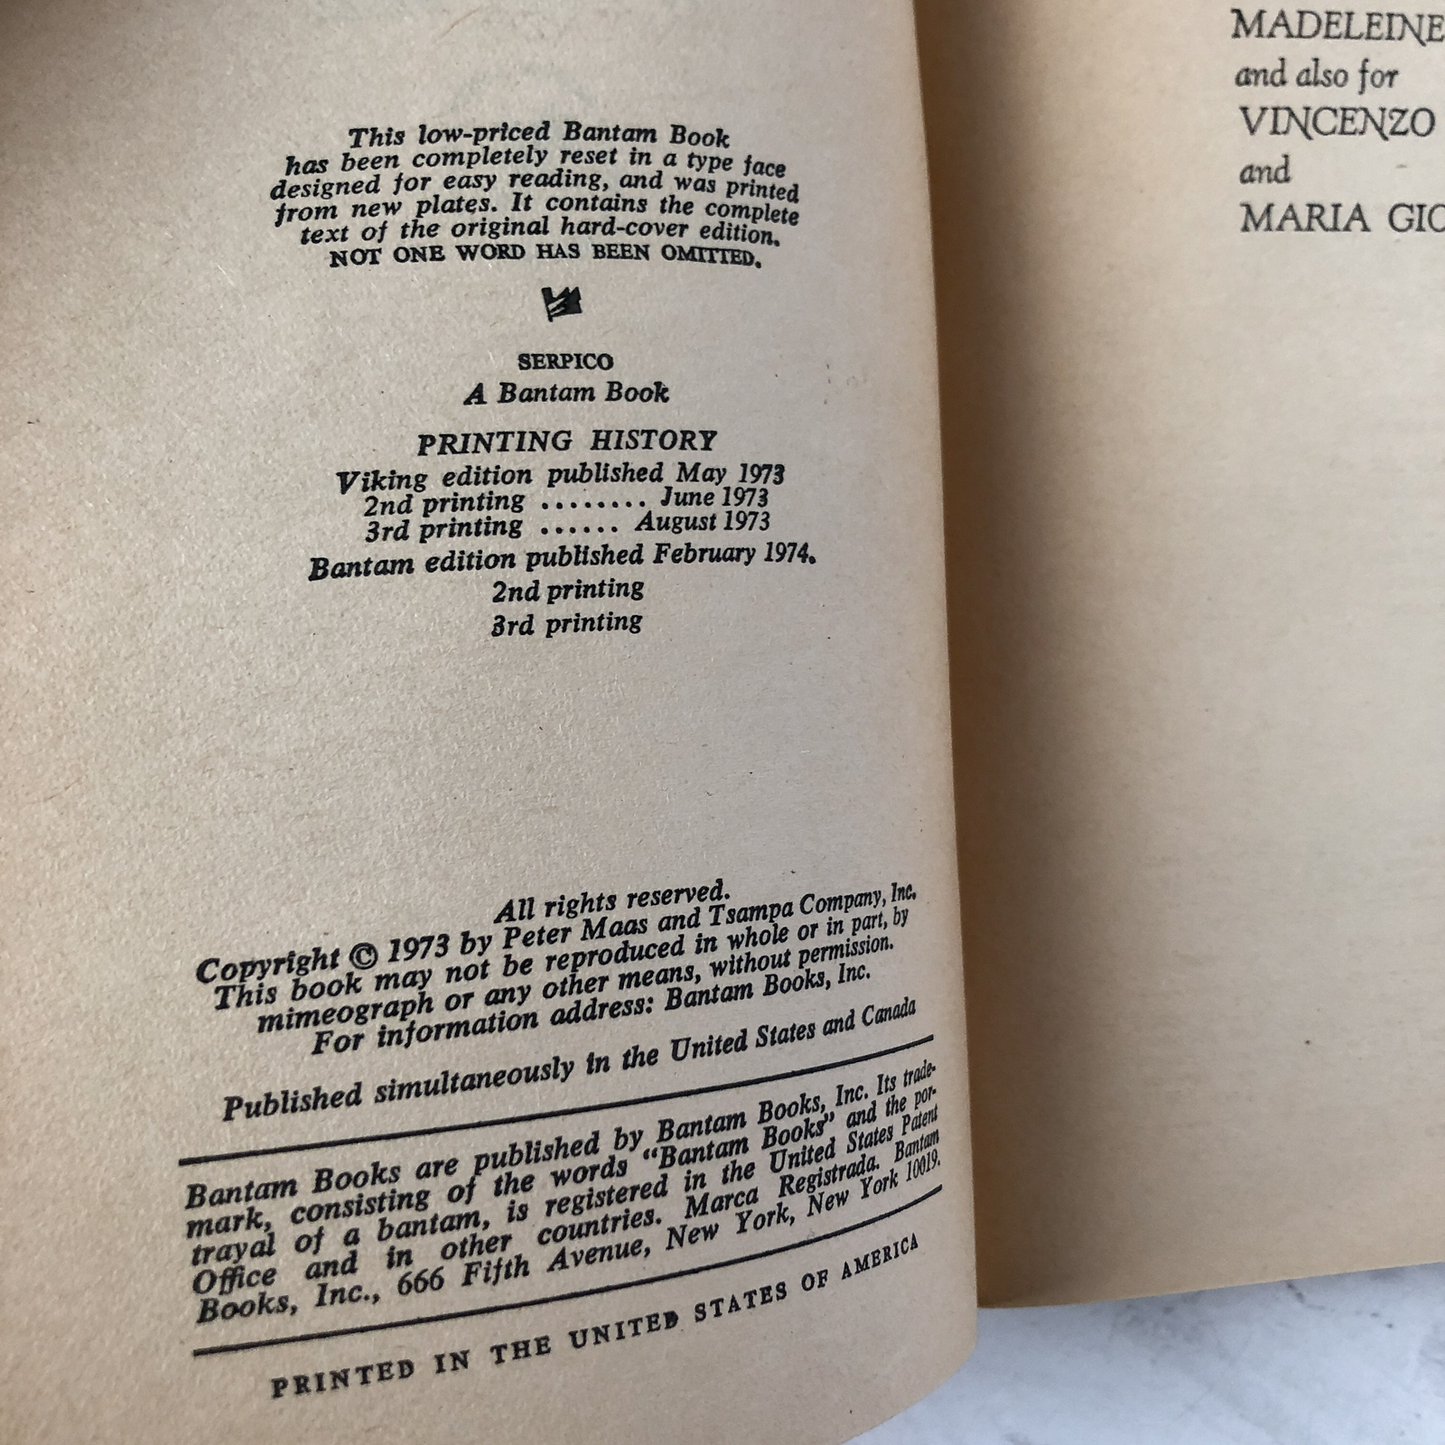 This low-priced Bantam Book
has been completely reset in a type face
designed for easy reading, and was printed
from new plates. It contains the complete
text of the original hard-cover edition.
NOT ONE WORD HAS BEEN OMITTED.
SERPICO
A Bantam Book
PRINTING HISTORY
Viking edition published May 1973
2nd printing ........ June 1973
3rd printing ...... August 1973
Bantam edition published February 1974.
2nd printing
3rd printing
All rights reserved.
Copyright © 1973 by Peter Maas and Tsampa Company, Inc.
This book may not be reproduced in whole or in part, by
mimeograph or any other means, without permission.
For information address: Bantam Books, Inc.
Published simultaneously in the United States and Canada
Bantam Books are published by Bantam Books, Inc. Its trade-
mark, consisting of the words "Bantam Books" and the por-
trayal of a bantam, is registered in the United States Patent
Office and in other countries. Marca Registrada. Bantam
Books, Inc., 666 Fifth Avenue, New York, New York 10019.
PRINTED IN THE UNITED STATES OF AMERICA
MADELEINE
and also for
VINCENZO
and
MARIA